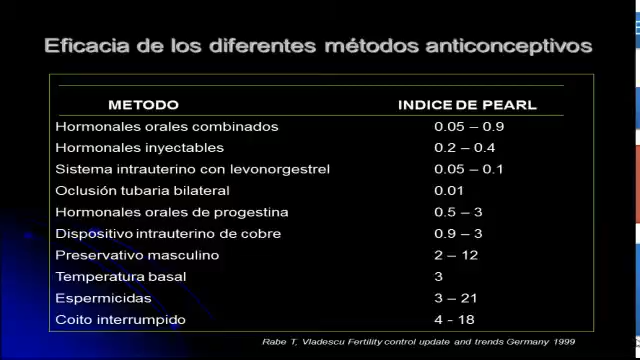 Eficacia de los diferentes métodos anticonceptivos
METODO INDICE DE PEARL
Hormonales orales combinados 0.05 – 0.9
Hormonales inyectables 0.2 – 0.4
Sistema intrauterino con levonorgestrel 0.05 – 0.1
Oclusión tubaria bilateral 0.01
Hormonales orales de progestina 0.5 – 3
Dispositivo intrauterino de cobre 0.9 – 3
Preservativo masculino 2 – 12
Temperatura basal 3
Espermicidas 3 – 21
Coito interrumpido 4 - 18
Rabe T, Vladescu Fertility control update and trends Germany 1999